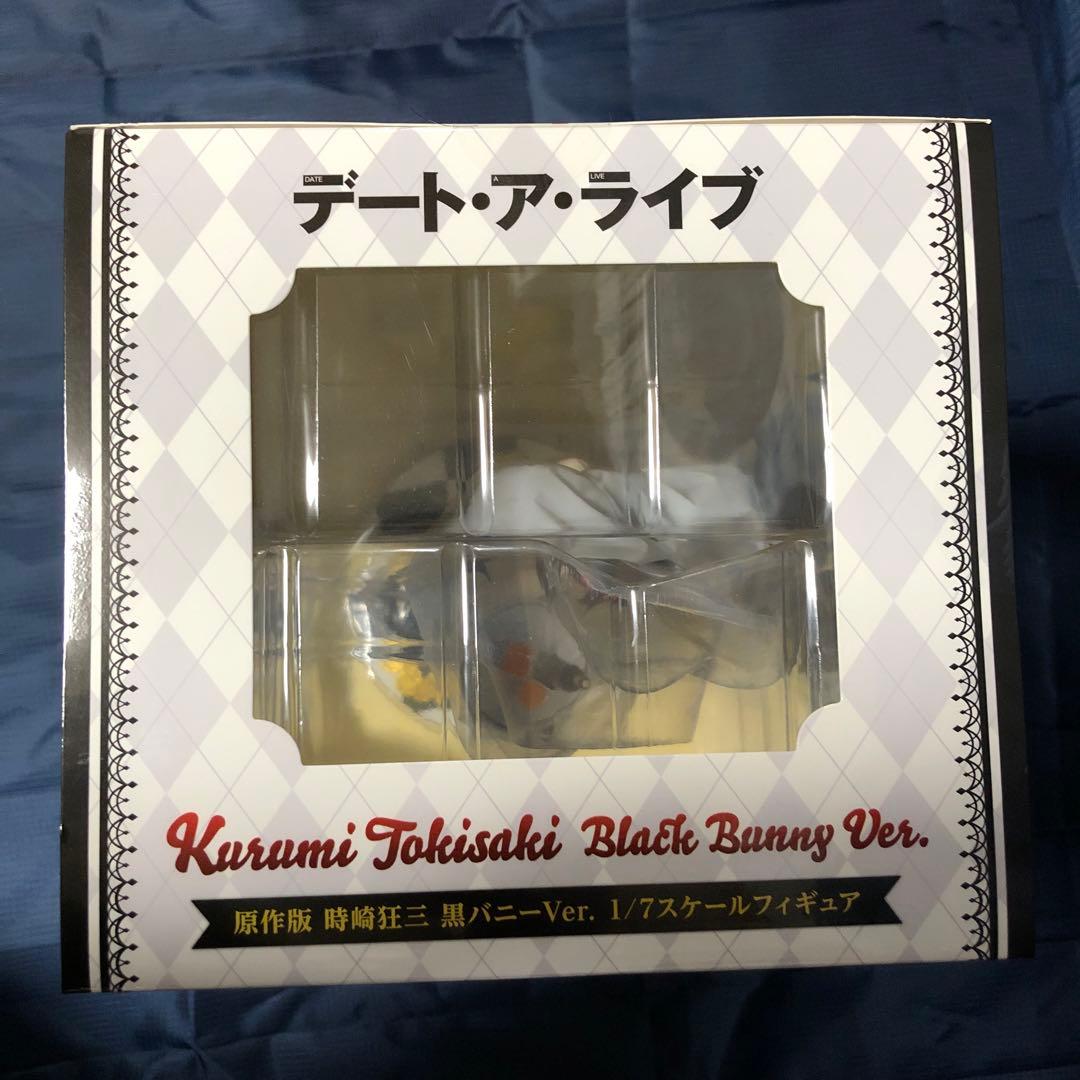 DATE A LIVE
デート・ア・ライブ
Kurumi Tokisaki Black Bunny Ver.
原作版 時崎狂三 黒バニーVer. 1/7スケールフィギュア